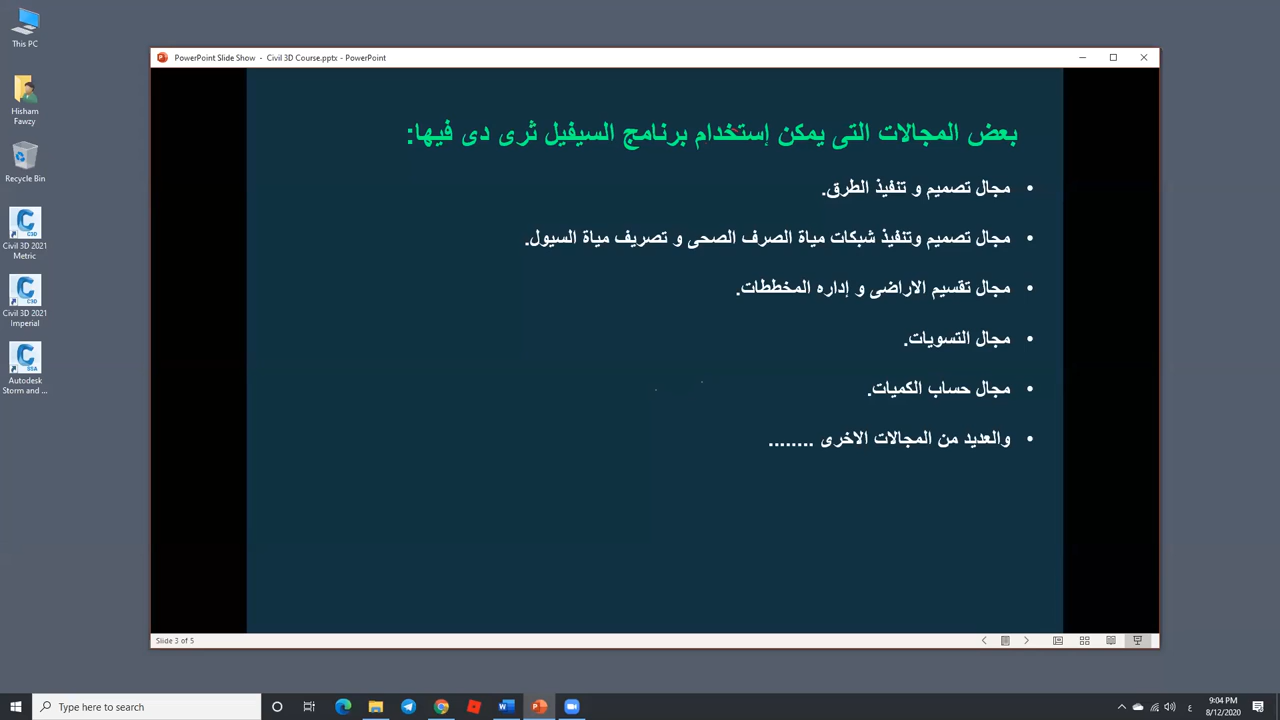 This PC
Hisham
Fawzy
Recycle Bin
Civil 3D 2021
Metric
Civil 3D 2021
Imperial
Autodesk
Storm and ...
PowerPoint Slide Show - Civil 3D Course.pptx - PowerPoint
بعض المجالات التى يمكن إستخدام برنامج السيفيل ثرى دى فيها:
• مجال تصميم و تنفيذ الطرق.
• مجال تصميم وتنفيذ شبكات مياة الصرف الصحى و تصريف مياة السيول.
• مجال تقسيم الاراضى و إداره المخططات.
• مجال التسويات.
• مجال حساب الكميات.
• والعديد من المجالات الاخرى ........
Slide 3 of 5
Type here to search
ع
9:04 PM
8/12/2020